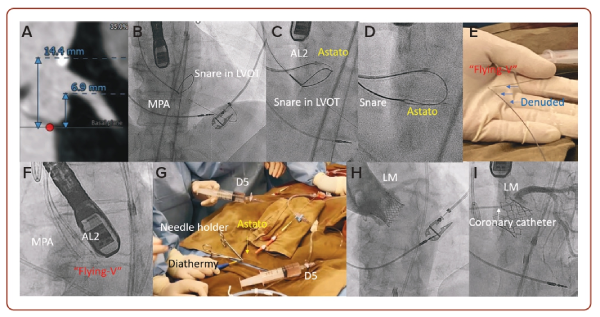 A
14.4 mm
6.9 mm
B
Snare in LVOT
MPA
C
AL2 Astato
Snare in LVOT
D
Snare
Astato
E
"Flying-V"
Denuded
F
AL2
MPA
"Flying-V"
G
D5
Needle holder
Astato
Diathermy
D5
H
LM
I
LM
Coronary catheter